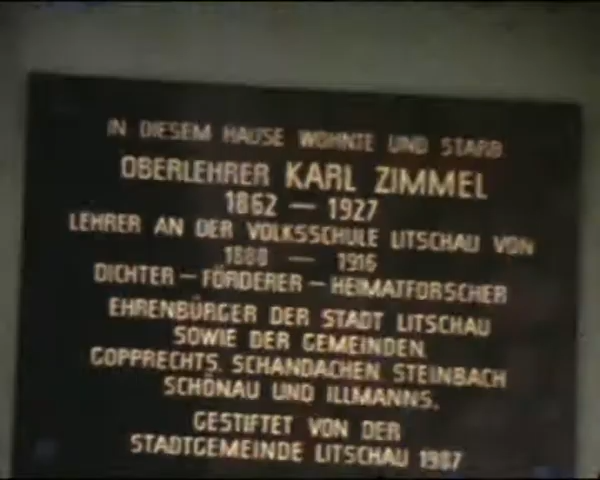 IN DIESEM HAUSE WOHNTE UND STARB
OBERLEHRER KARL ZIMMEL
1862 — 1927
LEHRER AN DER VOLKSSCHULE LITSCHAU VON
1880 — 1916
DICHTER – FÖRDERER – HEIMATFORSCHER
EHRENBÜRGER DER STADT LITSCHAU
SOWIE DER GEMEINDEN
GOPPRECHTS, SCHANDACHEN, STEINBACH
SCHÖNAU UND ILLMANNS.
GESTIFTET VON DER
STADTGEMEINDE LITSCHAU 1987